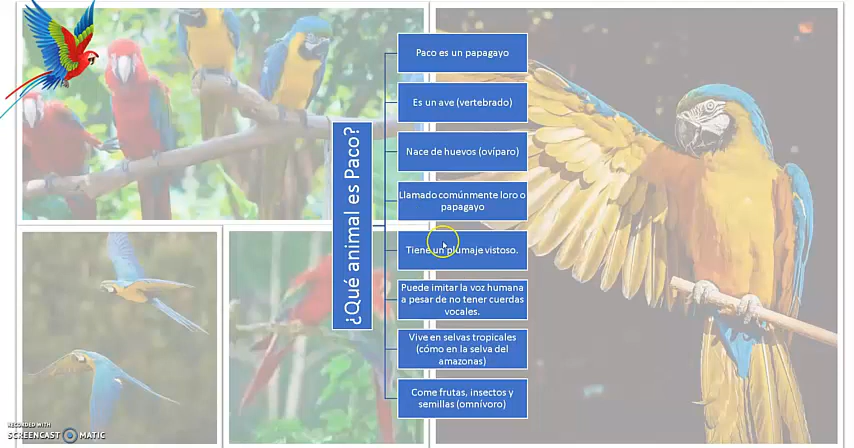 ¿Qué animal es Paco?
Paco es un papagayo
Es un ave (vertebrado)
Nace de huevos (ovíparo)
Llamado comúnmente loro o
papagayo
Tiene un plumaje vistoso.
Puede imitar la voz humana
a pesar de no tener cuerdas
vocales.
Vive en selvas tropicales
(cómo en la selva del
amazonas)
Come frutas, insectos y
semillas (omnívoro)
RECORDED WITH
SCREENCAST MATIC